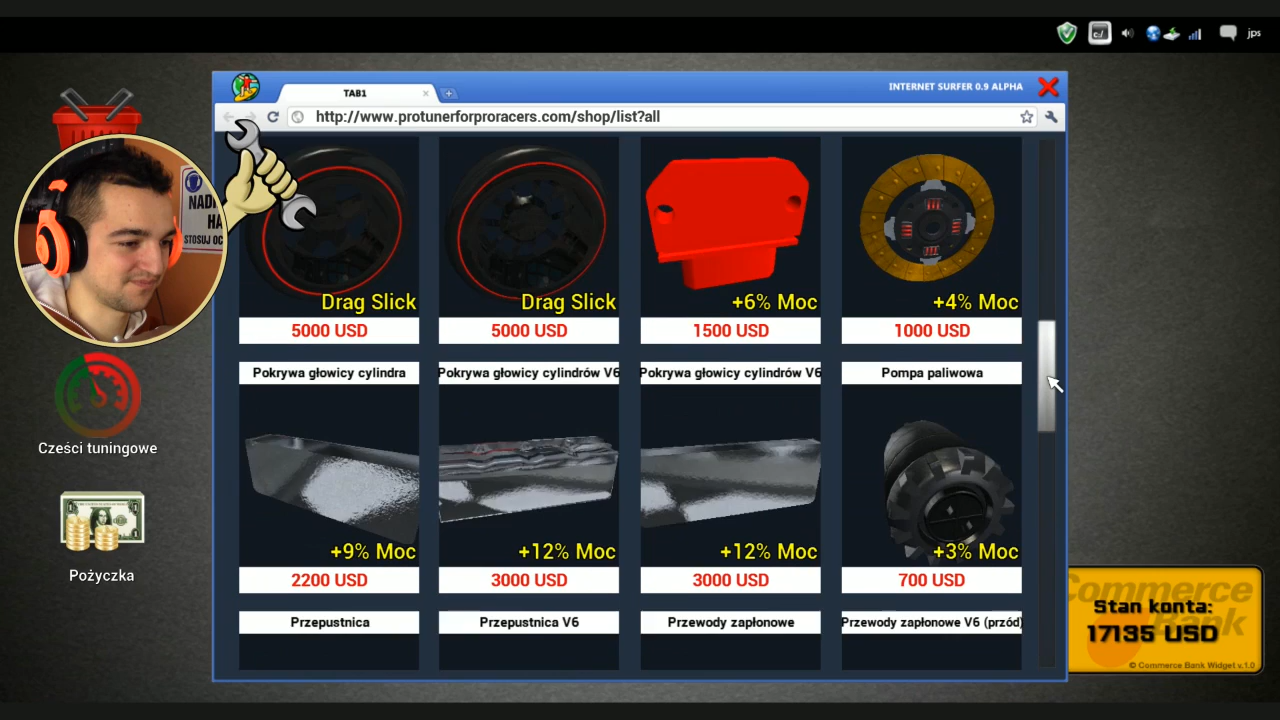 jps
TAB1
INTERNET SURFER 0.9 ALPHA
http://www.protunerforproracers.com/shop/list?all
STOSUJ
Drag Slick
Drag Slick
+6% Moc
+4% Moc
5000 USD
5000 USD
1500 USD
1000 USD
Pokrywa głowicy cylindra
Pokrywa głowicy cylindrów V6
Pokrywa głowicy cylindrów V6
Pompa paliwowa
Cześci tuningowe
+9% Moc
+12% Moc
+12% Moc
+3% Moc
2200 USD
3000 USD
3000 USD
700 USD
Pożyczka
Przepustnica
Przepustnica V6
Przewody zapłonowe
Przewody zapłonowe V6 (przód)
Commerce
Bank
Stan konta:
17135 USD
© Commerce Bank Widget v.1.0